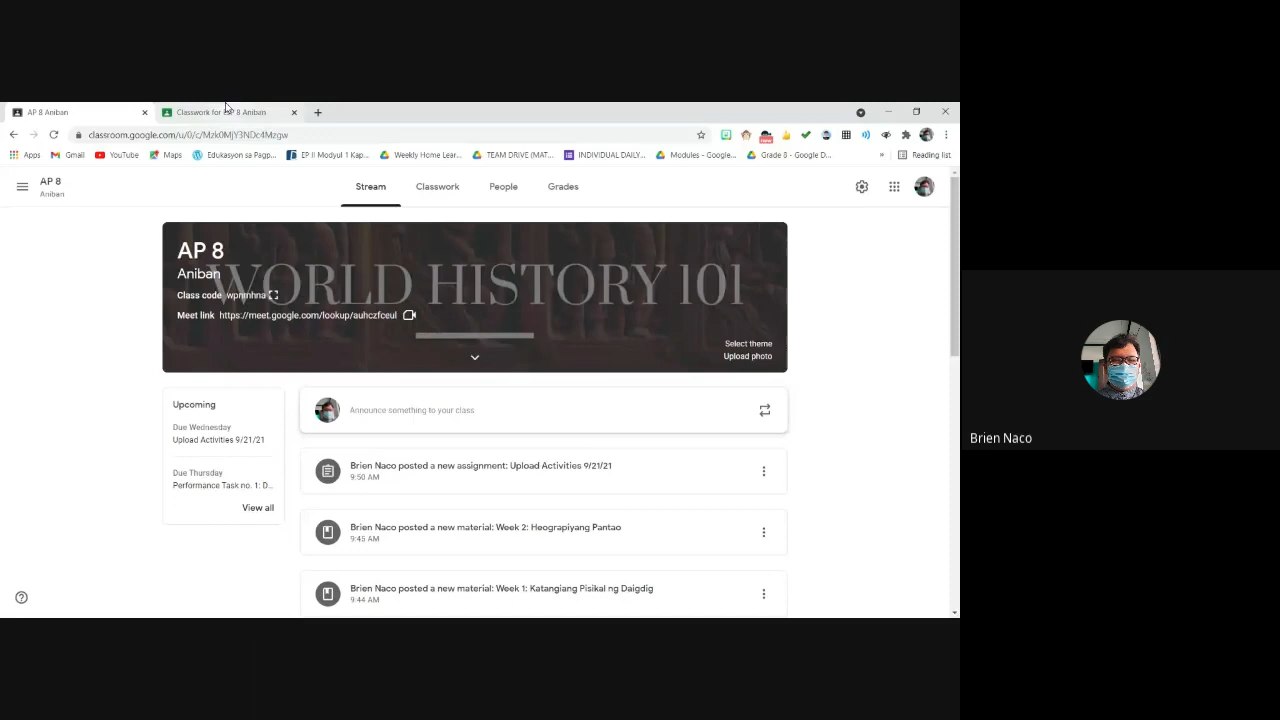 AP 8 Aniban
Classwork for AP 8 Aniban
classroom.google.com/u/0/c/Mzk0MjY3NDc4Mzgw
Apps Gmail YouTube Maps Edukasyon sa Pagp... EP II Modyul 1 Kap... Weekly Home Lear... TEAM DRIVE (MAT... INDIVIDUAL DAILY... Modules - Google... Grade 8 - Google D... » Reading list
AP 8
Aniban
Stream Classwork People Grades
AP 8
Aniban
WORLD HISTORY 101
Class code wpnmhna
Meet link https://meet.google.com/lookup/auhczfceul
Select theme
Upload photo
Upcoming
Due Wednesday
Upload Activities 9/21/21
Due Thursday
Performance Task no. 1: D...
View all
Announce something to your class
Brien Naco posted a new assignment: Upload Activities 9/21/21
9:50 AM
Brien Naco posted a new material: Week 2: Heograpiyang Pantao
9:45 AM
Brien Naco posted a new material: Week 1: Katangiang Pisikal ng Daigdig
9:44 AM
Brien Naco